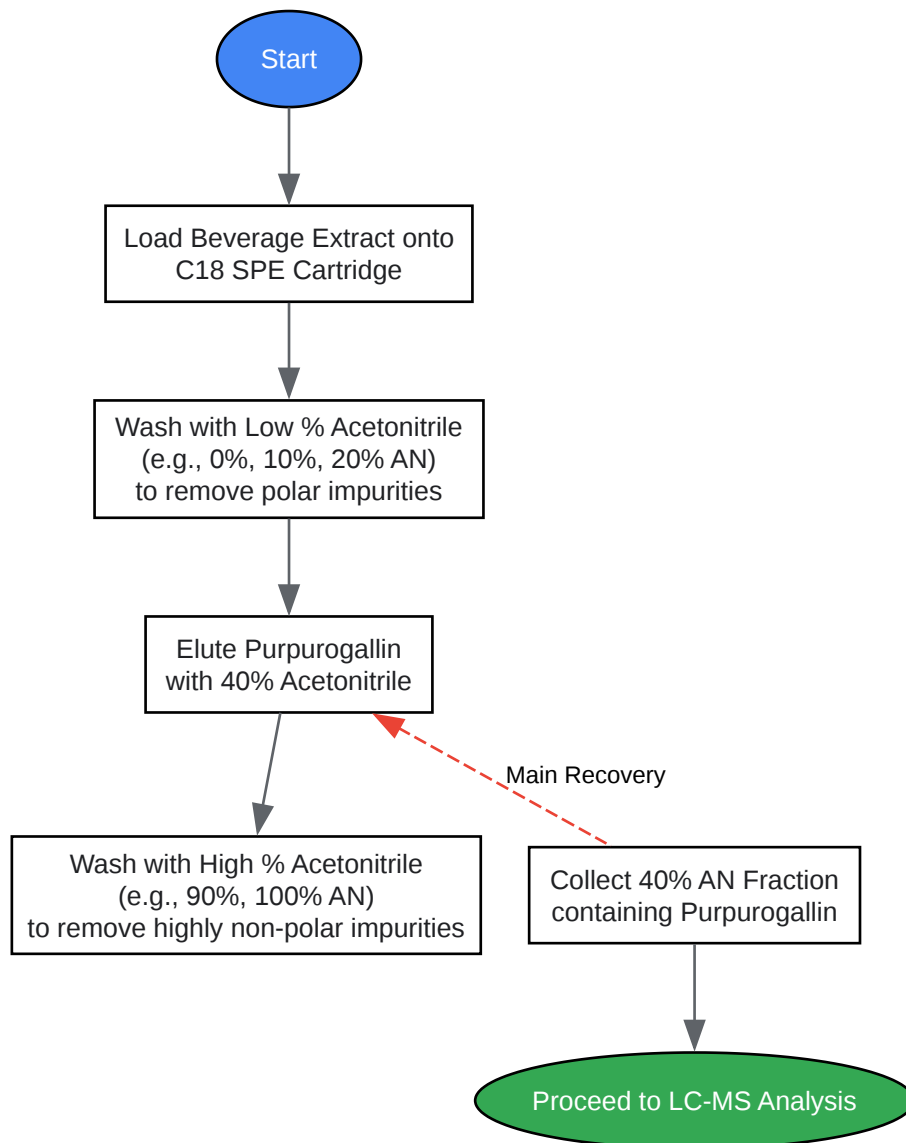 Start
Load Beverage Extract onto
C18 SPE Cartridge
Wash with Low % Acetonitrile
(e.g., 0%, 10%, 20% AN)
to remove polar impurities
Elute Purpurogallin
with 40% Acetonitrile
Main Recovery
Wash with High % Acetonitrile
(e.g., 90%, 100% AN)
to remove highly non-polar impurities
Collect 40% AN Fraction
containing Purpurogallin
Proceed to LC-MS Analysis